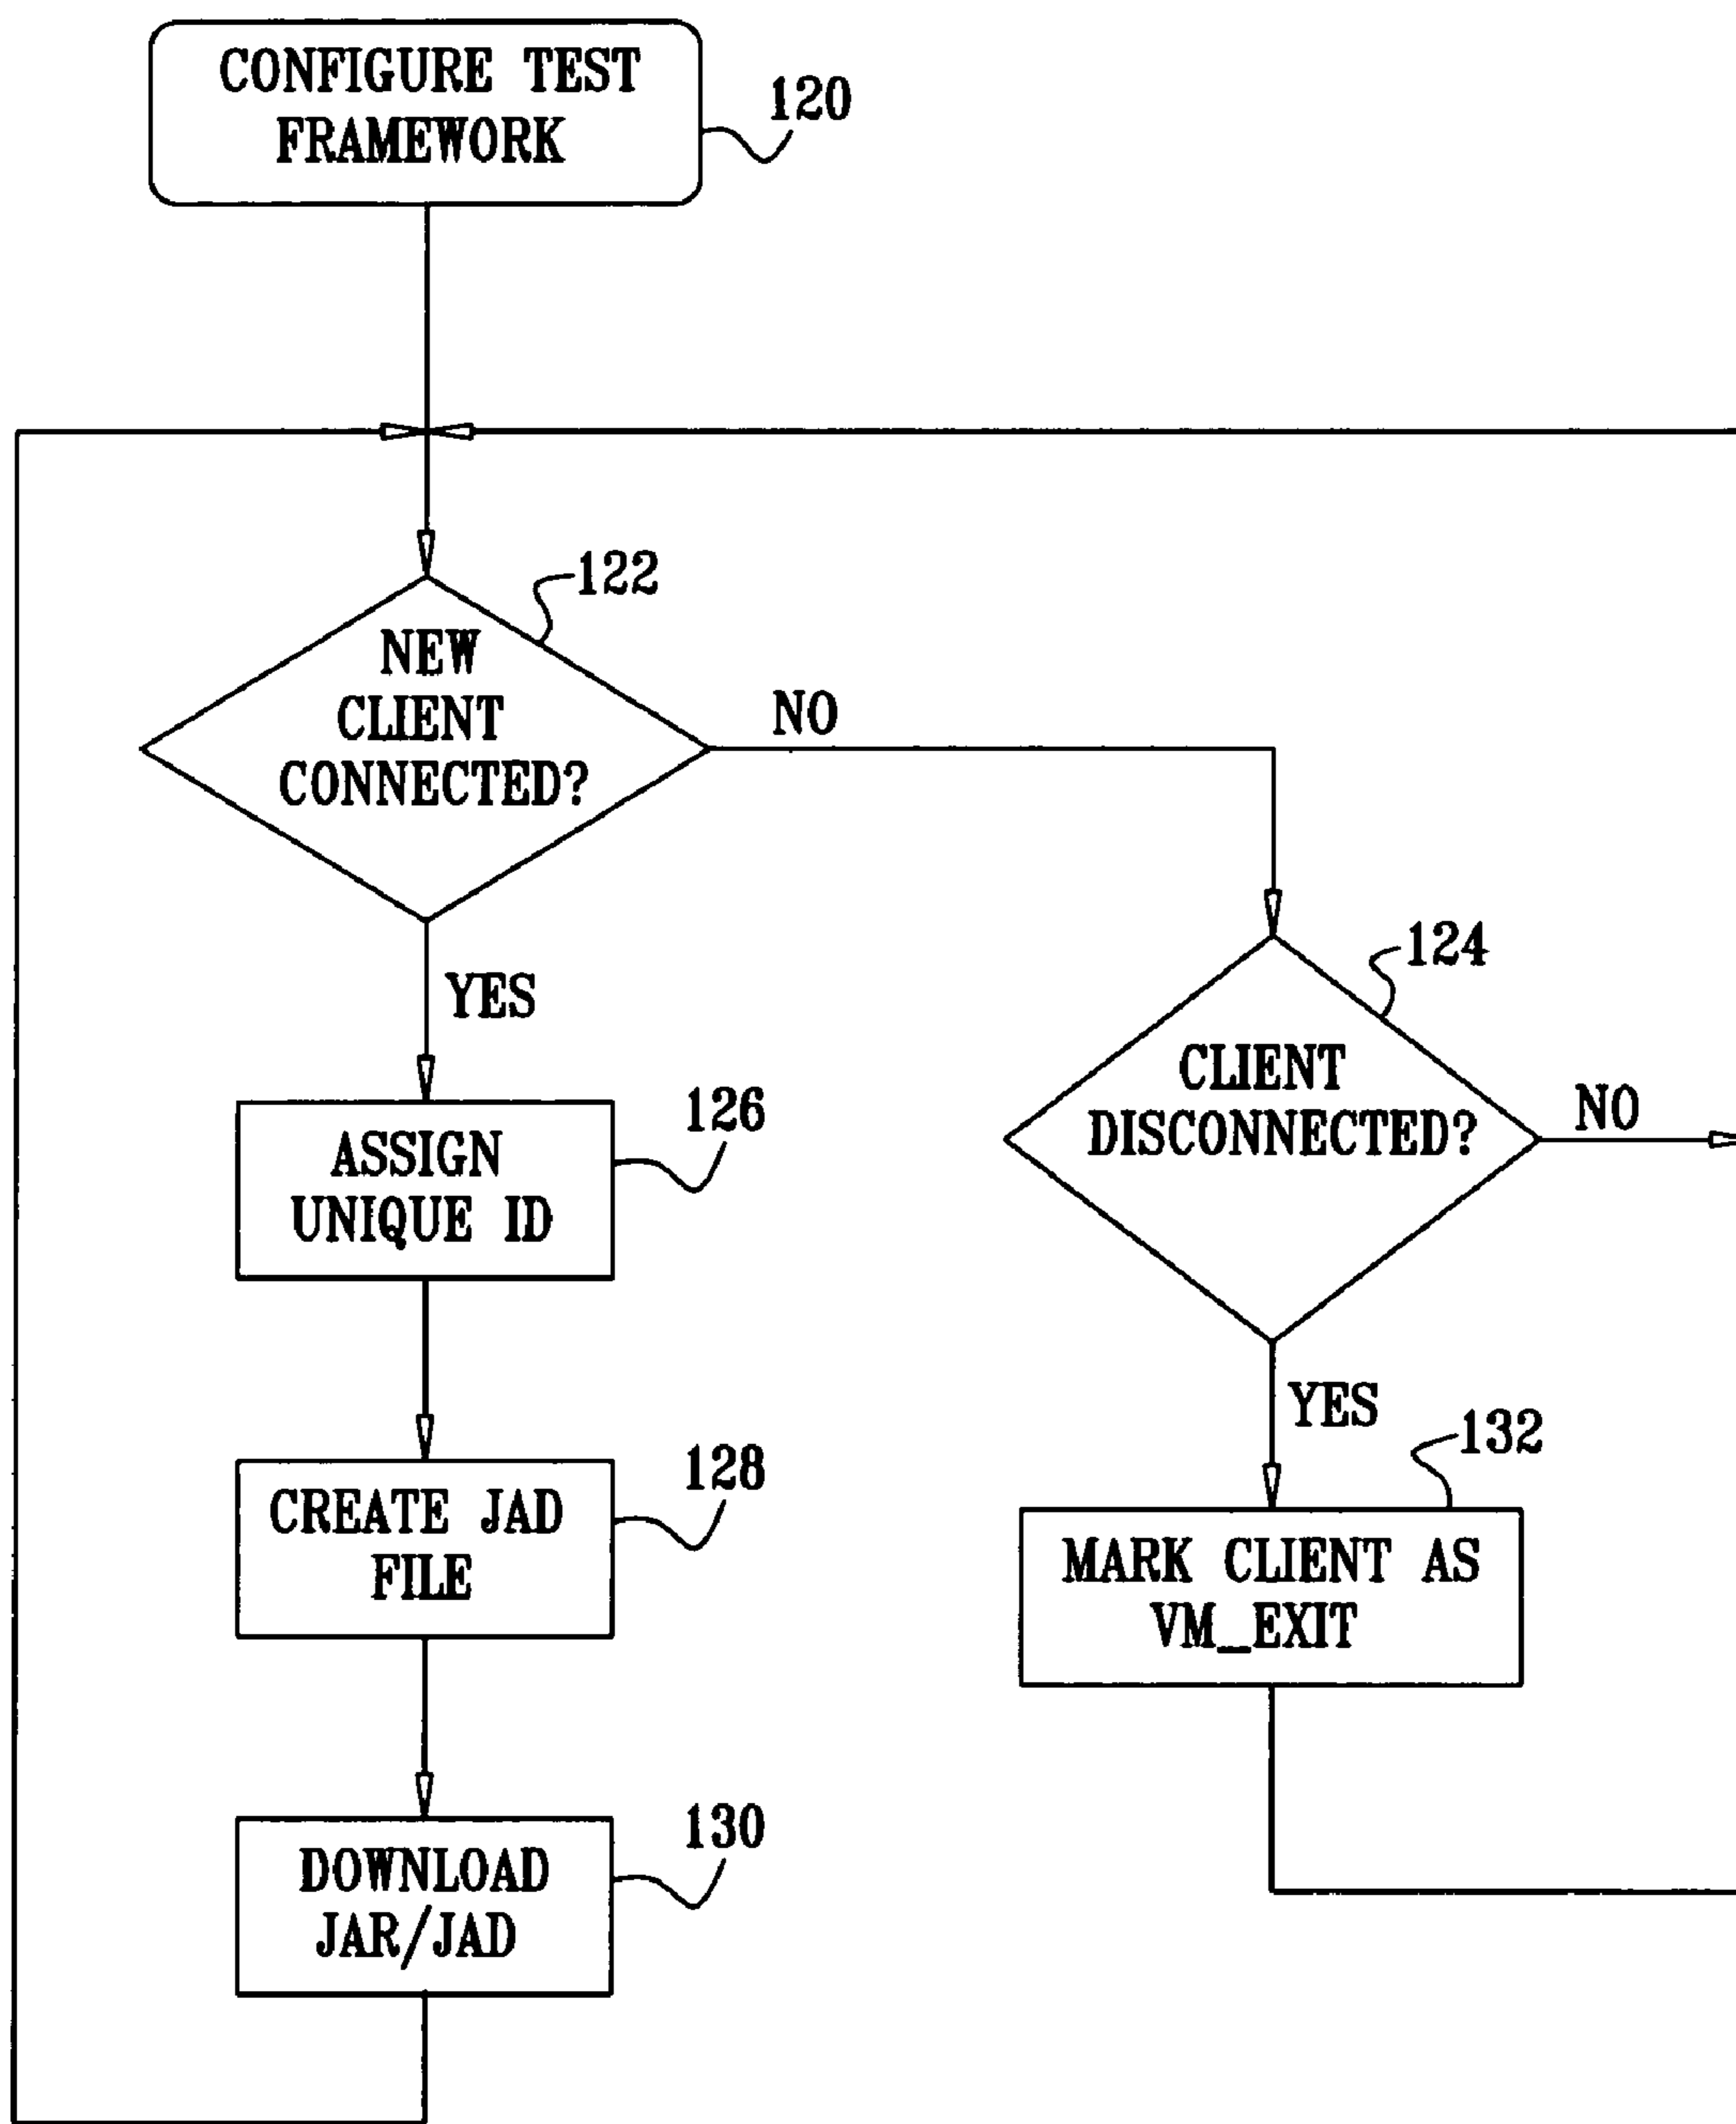 CONFIGURE TEST
FRAMEWORK
120
122
NEW
CLIENT
CONNECTED?
NO
YES
124
CLIENT
DISCONNECTED?
NO
YES
126
ASSIGN
UNIQUE ID
128
CREATE JAD
FILE
132
MARK CLIENT AS
VM_EXIT
130
DOWNLOAD
JAR/JAD